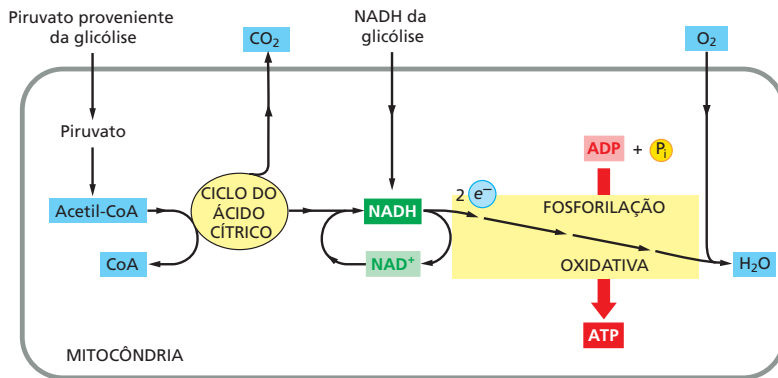 Piruvato proveniente
da glicólise
CO₂
NADH da
glicólise
O₂
Piruvato
ADP + Pᵢ
2 e⁻
Acetil-CoA
CICLO DO
ÁCIDO
CÍTRICO
NADH
FOSFORILAÇÃO
CoA
NAD⁺
OXIDATIVA
H₂O
ATP
MITOCÔNDRIA